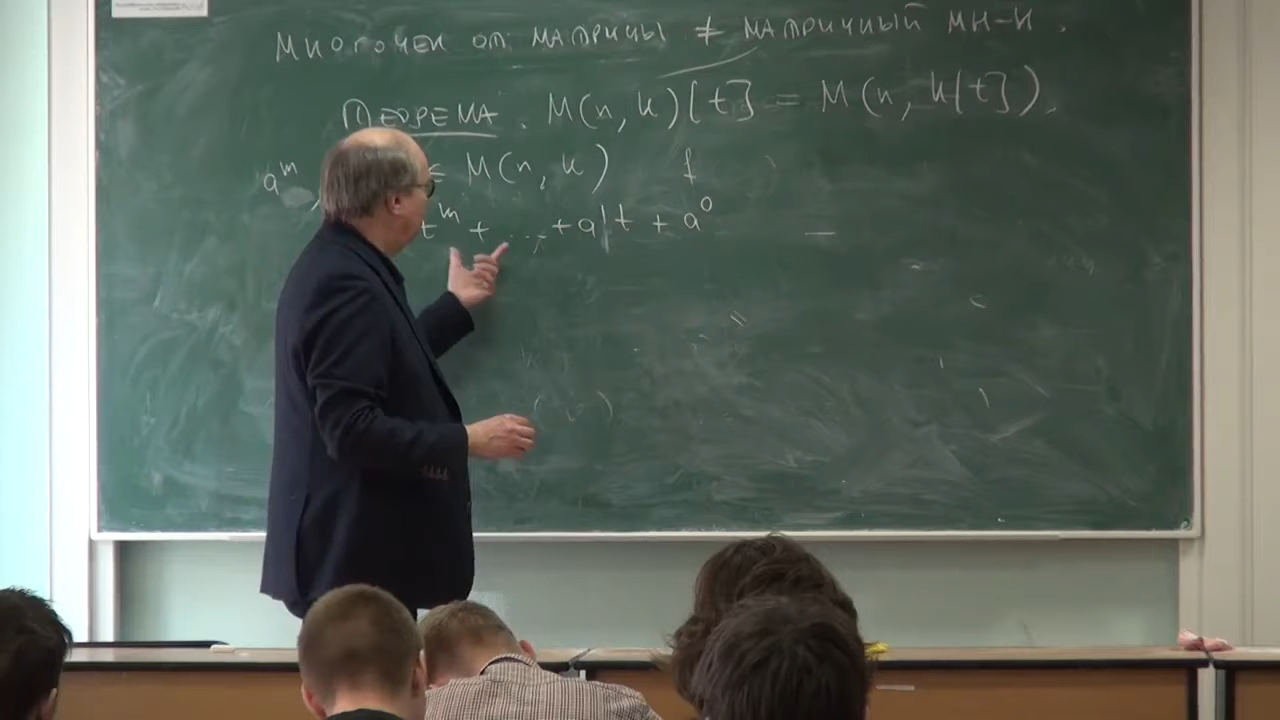 Многочлен от матрицы ≠ матричный мн-н.
Теорема. M(n, k)[t] = M(n, k[t]).
a^m, ∈ M(n, k) f
t^m + ... + a^1 t + a^0